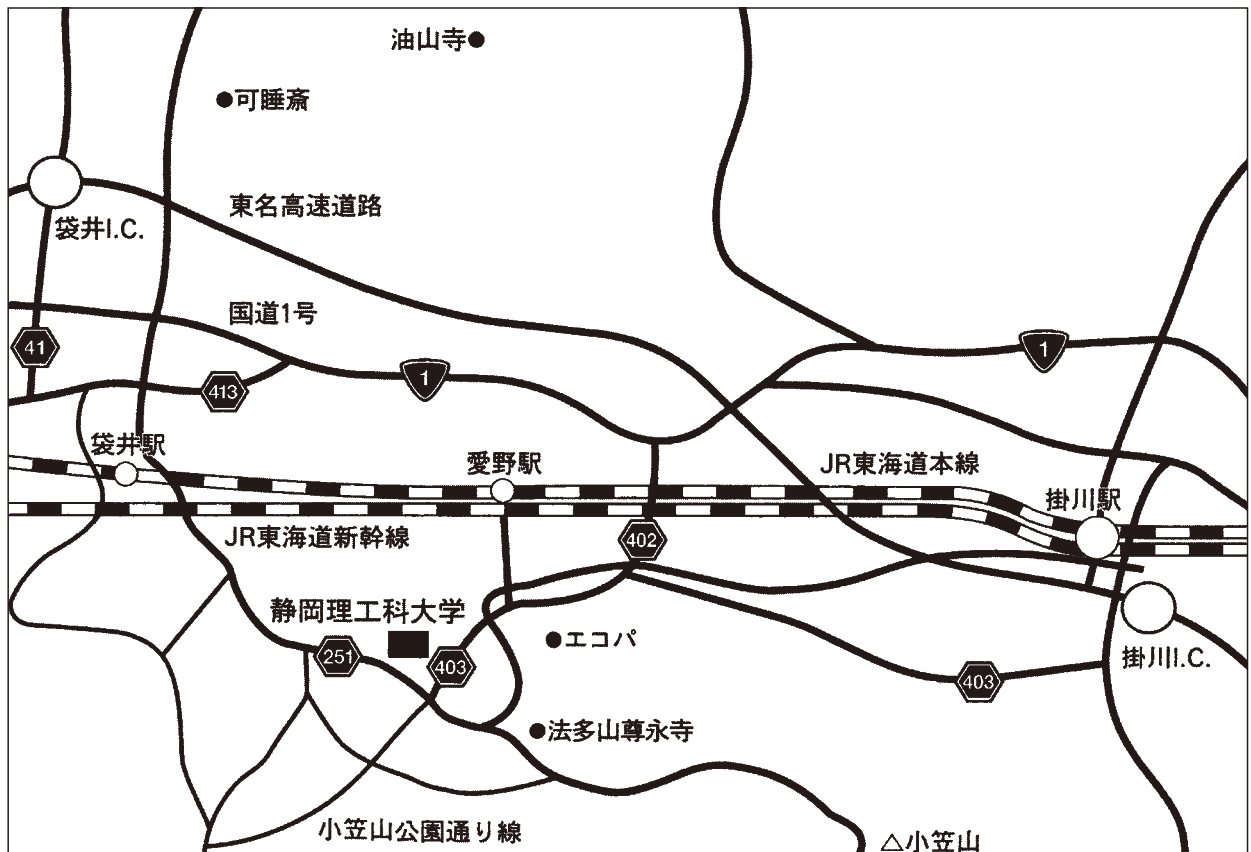 油山寺
可睡斎
東名高速道路
袋井I.C.
国道1号
41
1
1
413
袋井駅
愛野駅
JR東海道本線
掛川駅
JR東海道新幹線
402
静岡理工科大学
エコパ
251
403
掛川I.C.
403
法多山尊永寺
小笠山公園通り線
△小笠山